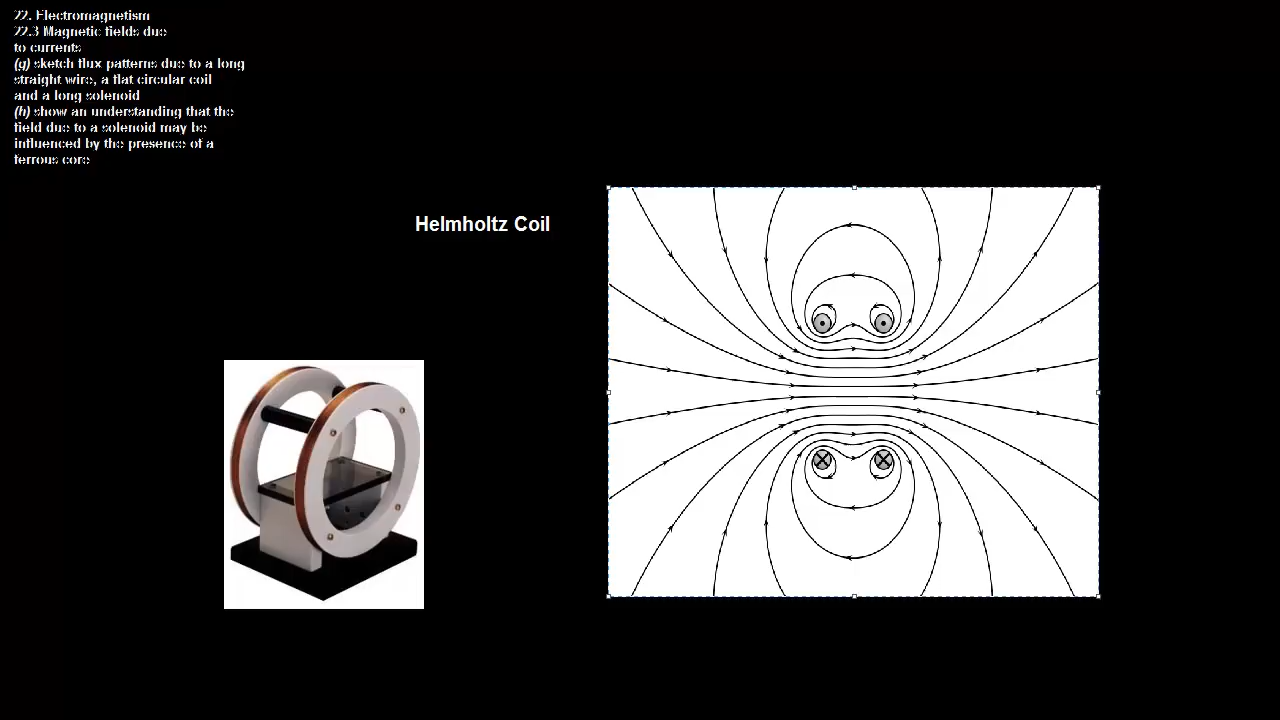 22. Electromagnetism
22.3 Magnetic fields due
to currents
(g) sketch flux patterns due to a long
straight wire, a flat circular coil
and a long solenoid
(h) show an understanding that the
field due to a solenoid may be
influenced by the presence of a
ferrous core
Helmholtz Coil